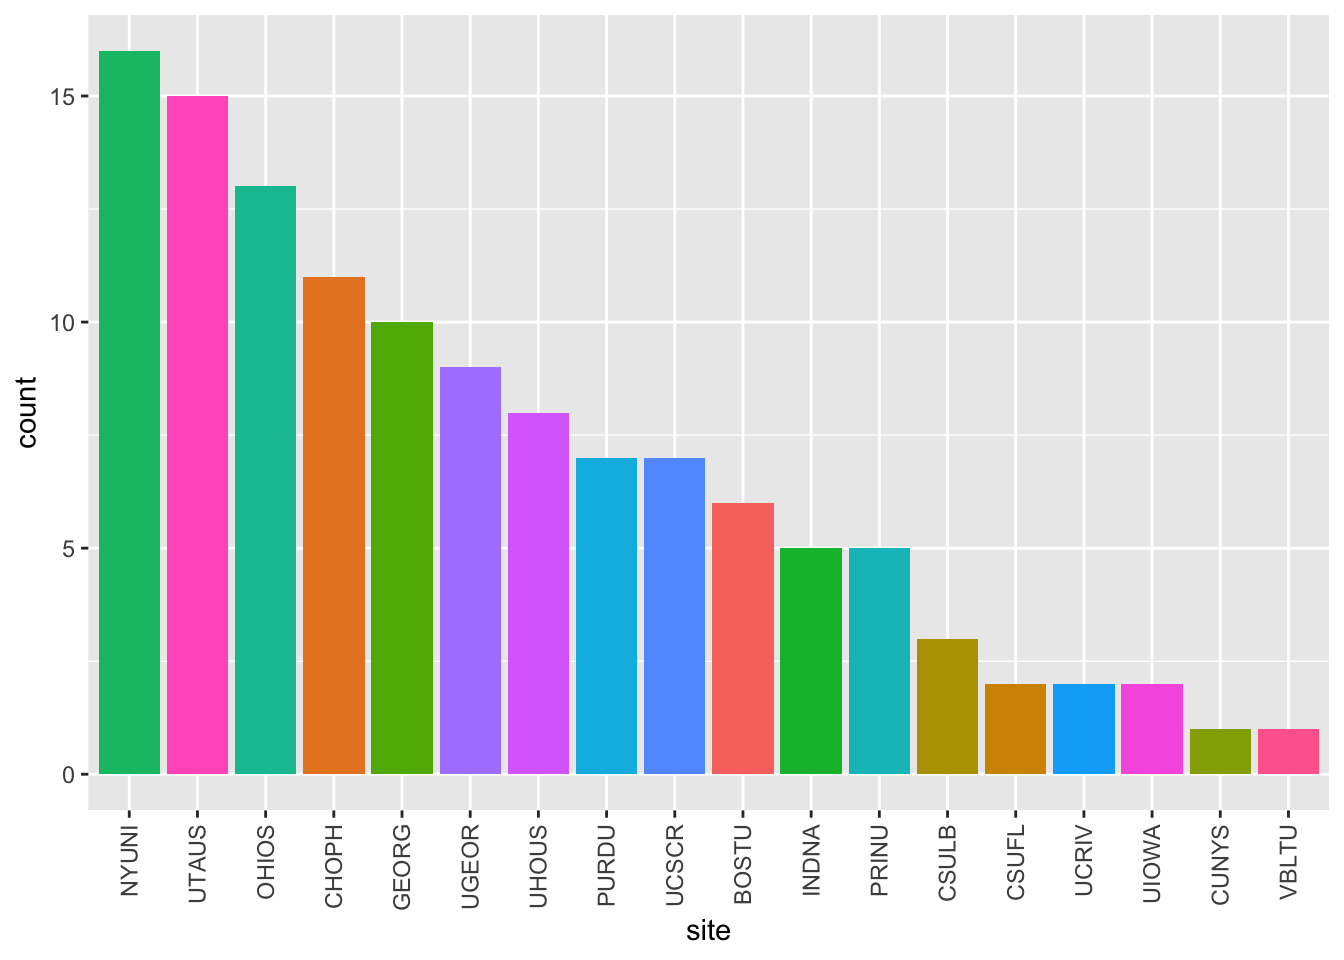 15
10
5
0
count
NYUNI
UTAUS
OHIOS
CHOPH
GEORG
UGEOR
UHOUS
PURDU
UCSCR
BOSTU
INDNA
PRINU
CSULB
CSUFL
UCRIV
UIOWA
CUNYS
VBLTU
site